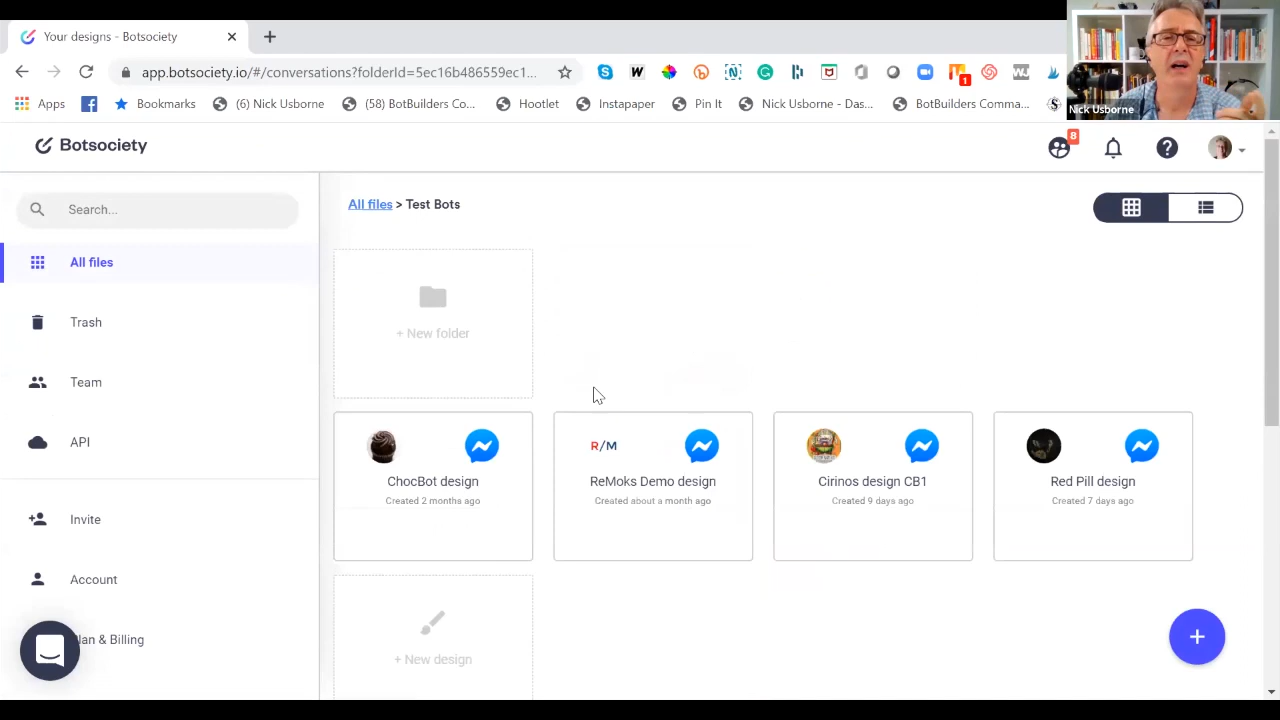 Your designs - Botsociety
app.botsociety.io/#/conversations?folderId=5ec16b486559ec1...
W
N
WJ
1
Apps
Bookmarks
(6) Nick Usborne
(58) BotBuilders Co...
Hootlet
Instapaper
Pin It
Nick Usborne - Das...
BotBuilders Comma...
Nick Usborne
Botsociety
8
Search...
All files > Test Bots
All files
Trash
Team
API
Invite
Account
Plan & Billing
+ New folder
R/M
ChocBot design
ReMoks Demo design
Cirinos design CB1
Red Pill design
Created 2 months ago
Created about a month ago
Created 9 days ago
Created 7 days ago
+ New design